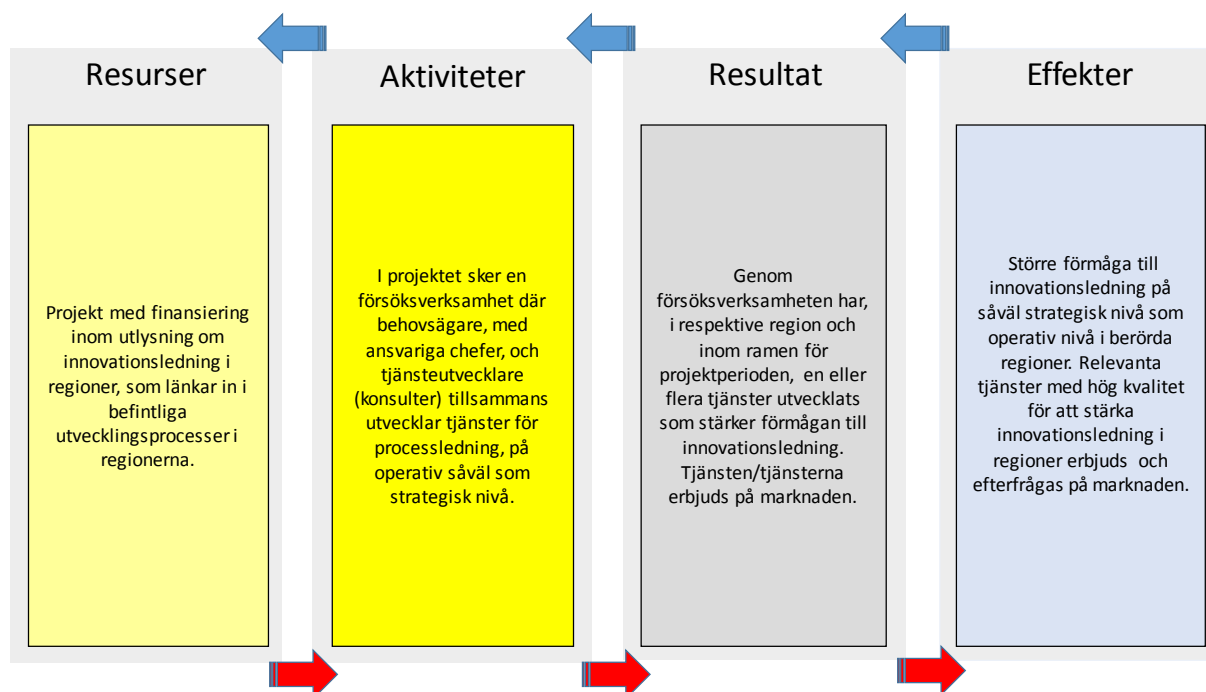 Resurser
Projekt med finansiering
inom utlysning om
innovationsledning i
regioner, som länkar in i
befintliga
utvecklingsprocesser i
regionerna.
Aktiviteter
I projektet sker en
försöksverksamhet där
behovsägare, med
ansvariga chefer, och
tjänsteutvecklare
(konsulter) tillsammans
utvecklar tjänster för
processledning, på
operativ såväl som
strategisk nivå.
Resultat
Genom
försöksverksamheten har,
i respektive region och
inom ramen för
projektperioden, en eller
flera tjänster utvecklats
som stärker förmågan till
innovationsledning.
Tjänsten/tjänsterna
erbjuds på marknaden.
Effekter
Större förmåga till
innovationsledning på
såväl strategisk nivå som
operativ nivå i berörda
regioner. Relevanta
tjänster med hög kvalitet
för att stärka
innovationsledning i
regioner erbjuds och
efterfrågas på marknaden.